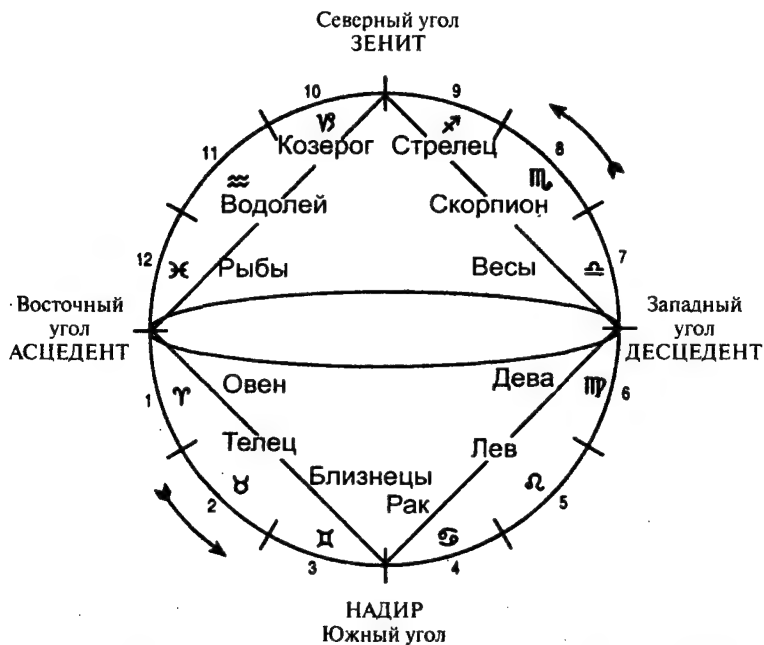 Северный угол
ЗЕНИТ
10
9
♑
♐
Козерог
Стрелец
11
8
♒
♏
Водолей
Скорпион
12
7
♓
Рыбы
Весы
♎
Восточный
угол
АСЦЕДЕНТ
Западный
угол
ДЕСЦЕДЕНТ
1
♈
Овен
Дева
♍
6
Телец
Лев
2
♉
Близнецы
Рак
♌
5
3
♊
♋
4
НАДИР
Южный угол